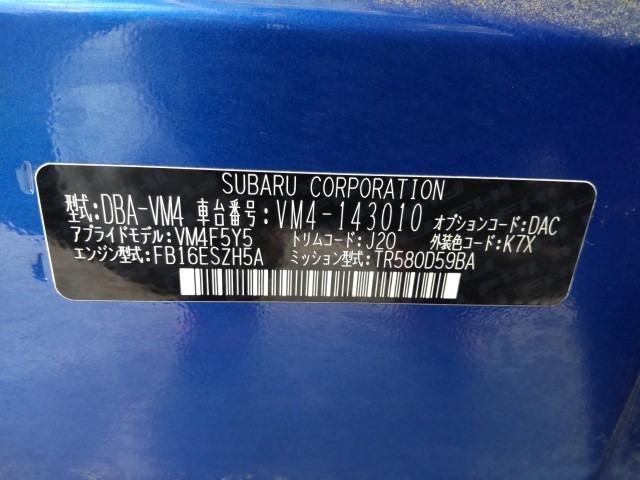 SUBARU CORPORATION
型式:DBA-VM4 車台番号:VM4-143010 オプションコード:DAC
アプライドモデル:VM4F5Y5 トリムコード:J20 外装色コード:K7X
エンジン型式:FB16ESZH5A ミッション型式:TR580D59BA